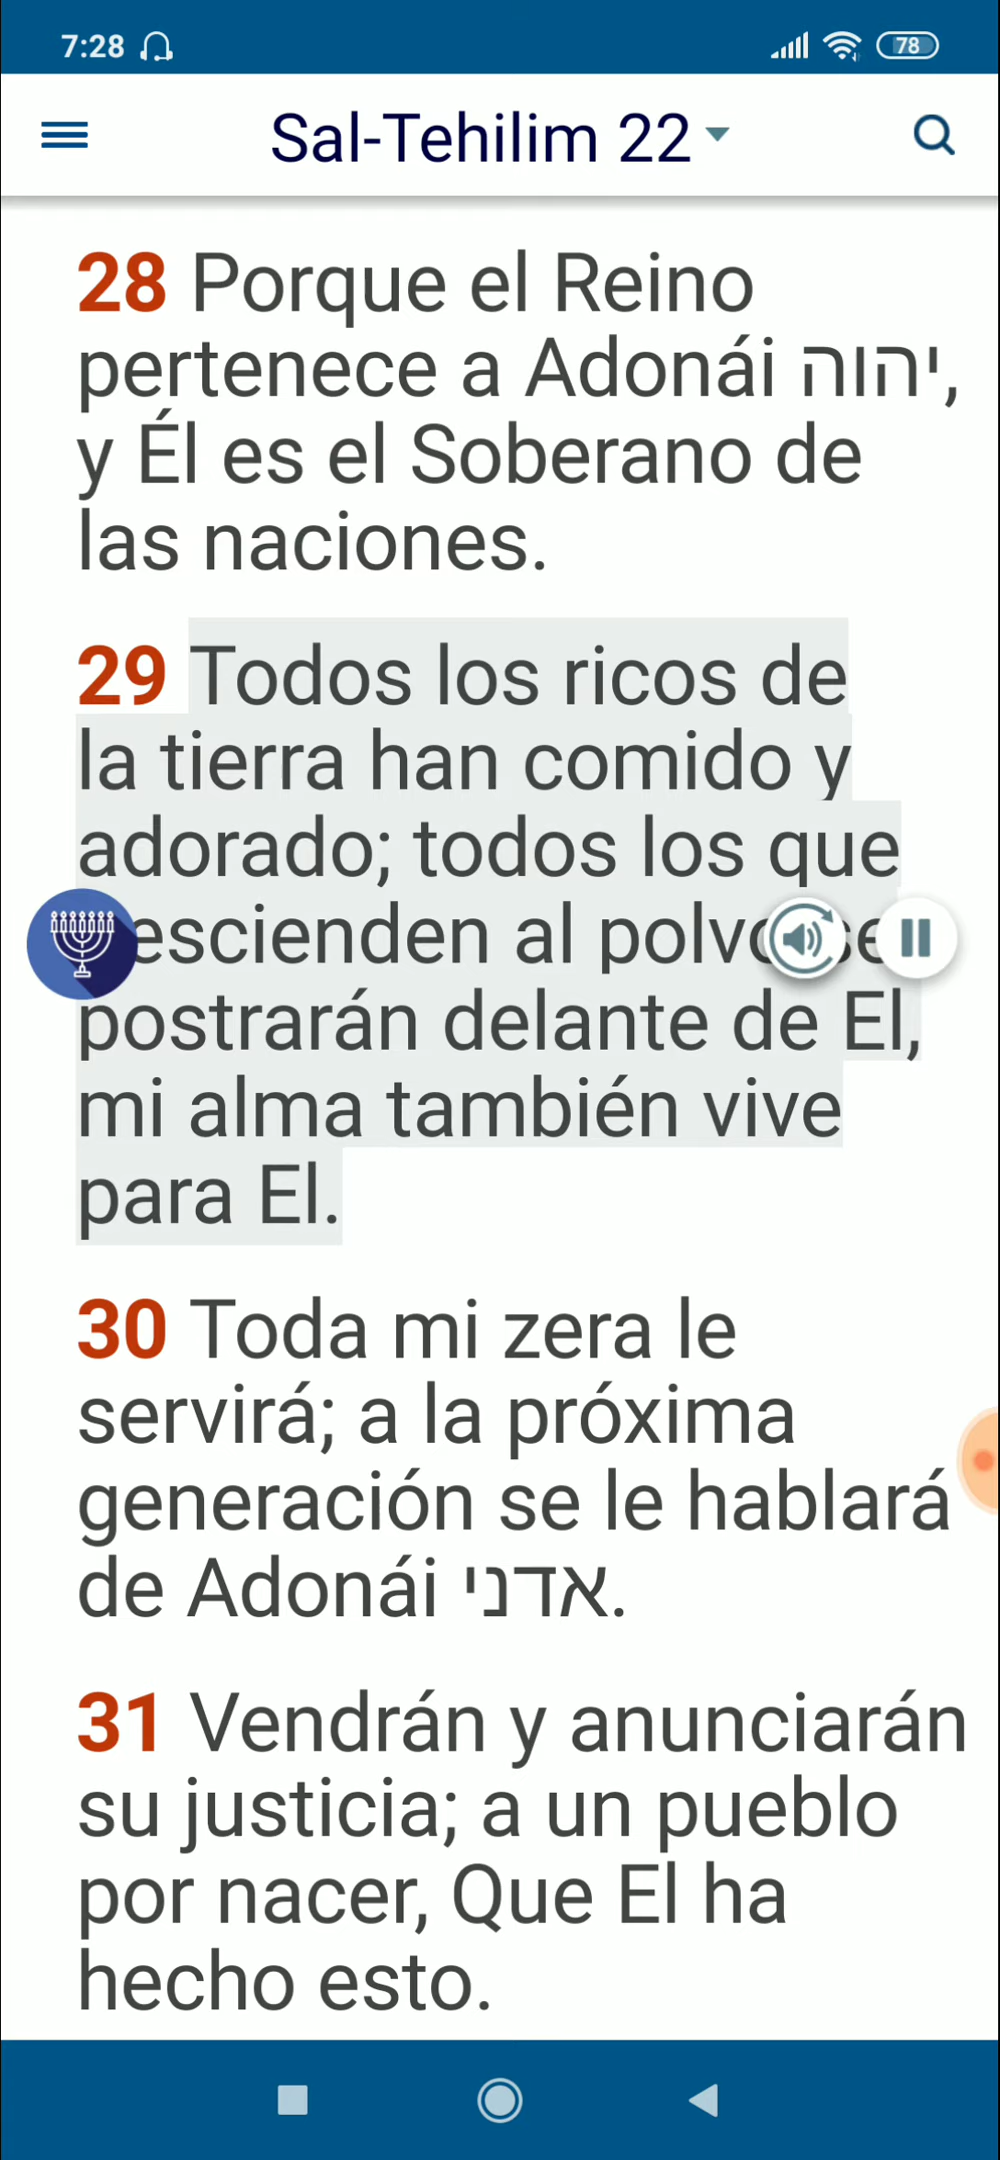 7:28 78
Sal-Tehilim 22
28 Porque el Reino
pertenece a Adonái יהוה,
y Él es el Soberano de
las naciones.
29 Todos los ricos de
la tierra han comido y
adorado; todos los que
escienden al polvo se
postrarán delante de El,
mi alma también vive
para El.
30 Toda mi zera le
servirá; a la próxima
generación se le hablará
de Adonái אדני.
31 Vendrán y anunciarán
su justicia; a un pueblo
por nacer, Que El ha
hecho esto.